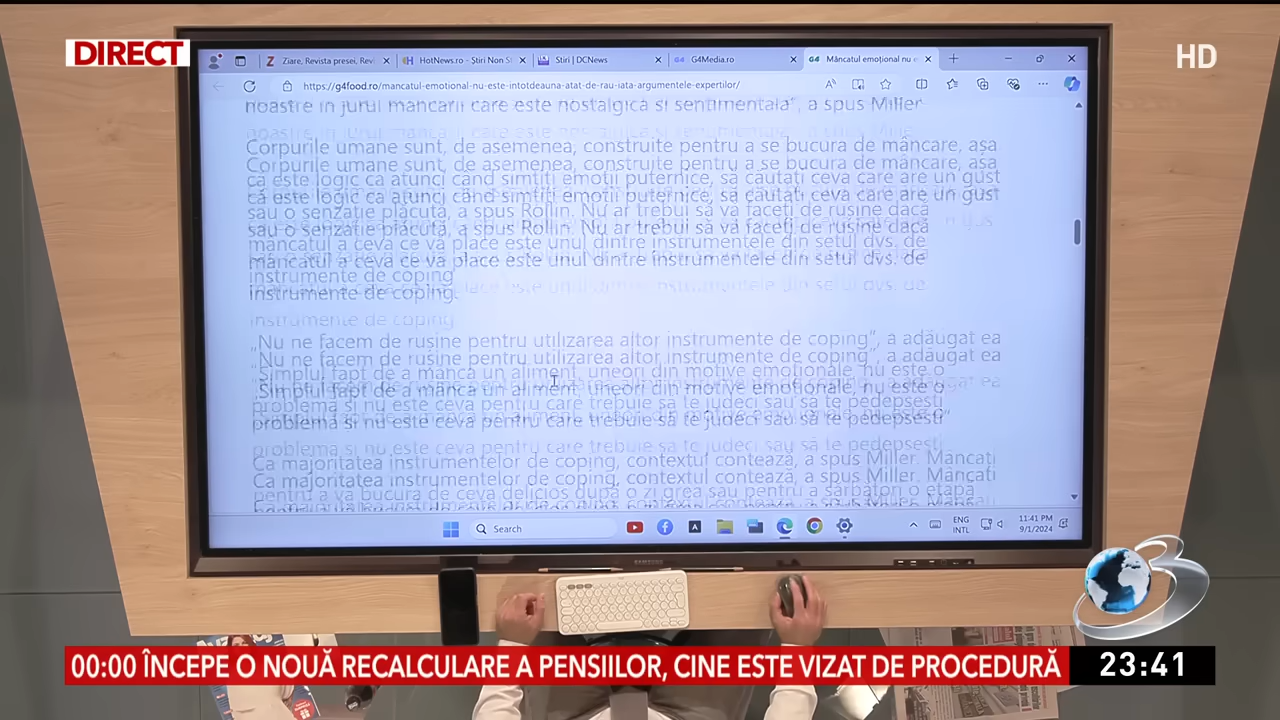 DIRECT
HD
Ziare, Revista presei, Revi
HotNews.ro - Știri Non S
Stiri | DCNews
G4Media.ro
G4 Mâncatul emoțional nu e
https://g4food.ro/mancatul-emotional-nu-este-intotdeauna-atat-de-rau-iata-argumentele-expertilor/
noastre în jurul mâncării care este nostalgică și sentimentală", a spus Miller
Corpurile umane sunt, de asemenea, construite pentru a se bucura de mâncare, așa
că este logic ca atunci când simțiți emoții puternice, să căutați ceva care are un gust
sau o senzație plăcută, a spus Rollin. Nu ar trebui să vă faceți de rușine dacă
mâncatul a ceva ce vă place este unul dintre instrumentele din setul dvs. de
instrumente de coping.
"Nu ne facem de rușine pentru utilizarea altor instrumente de coping", a adăugat ea
"Simplul fapt de a mânca un aliment, uneori din motive emoționale, nu este o
problemă și nu este ceva pentru care trebuie să te judeci sau să te pedepsești"
Ca majoritatea instrumentelor de coping, contextul contează, a spus Miller. Mâncați
pentru a vă bucura de ceva delicios după o zi grea sau pentru a sărbători o etapă
Search
ENG
INTL
11:41 PM
9/1/2024
SAMSUNG
3
00:00 ÎNCEPE O NOUĂ RECALCULARE A PENSIILOR, CINE ESTE VIZAT DE PROCEDURĂ
23:41